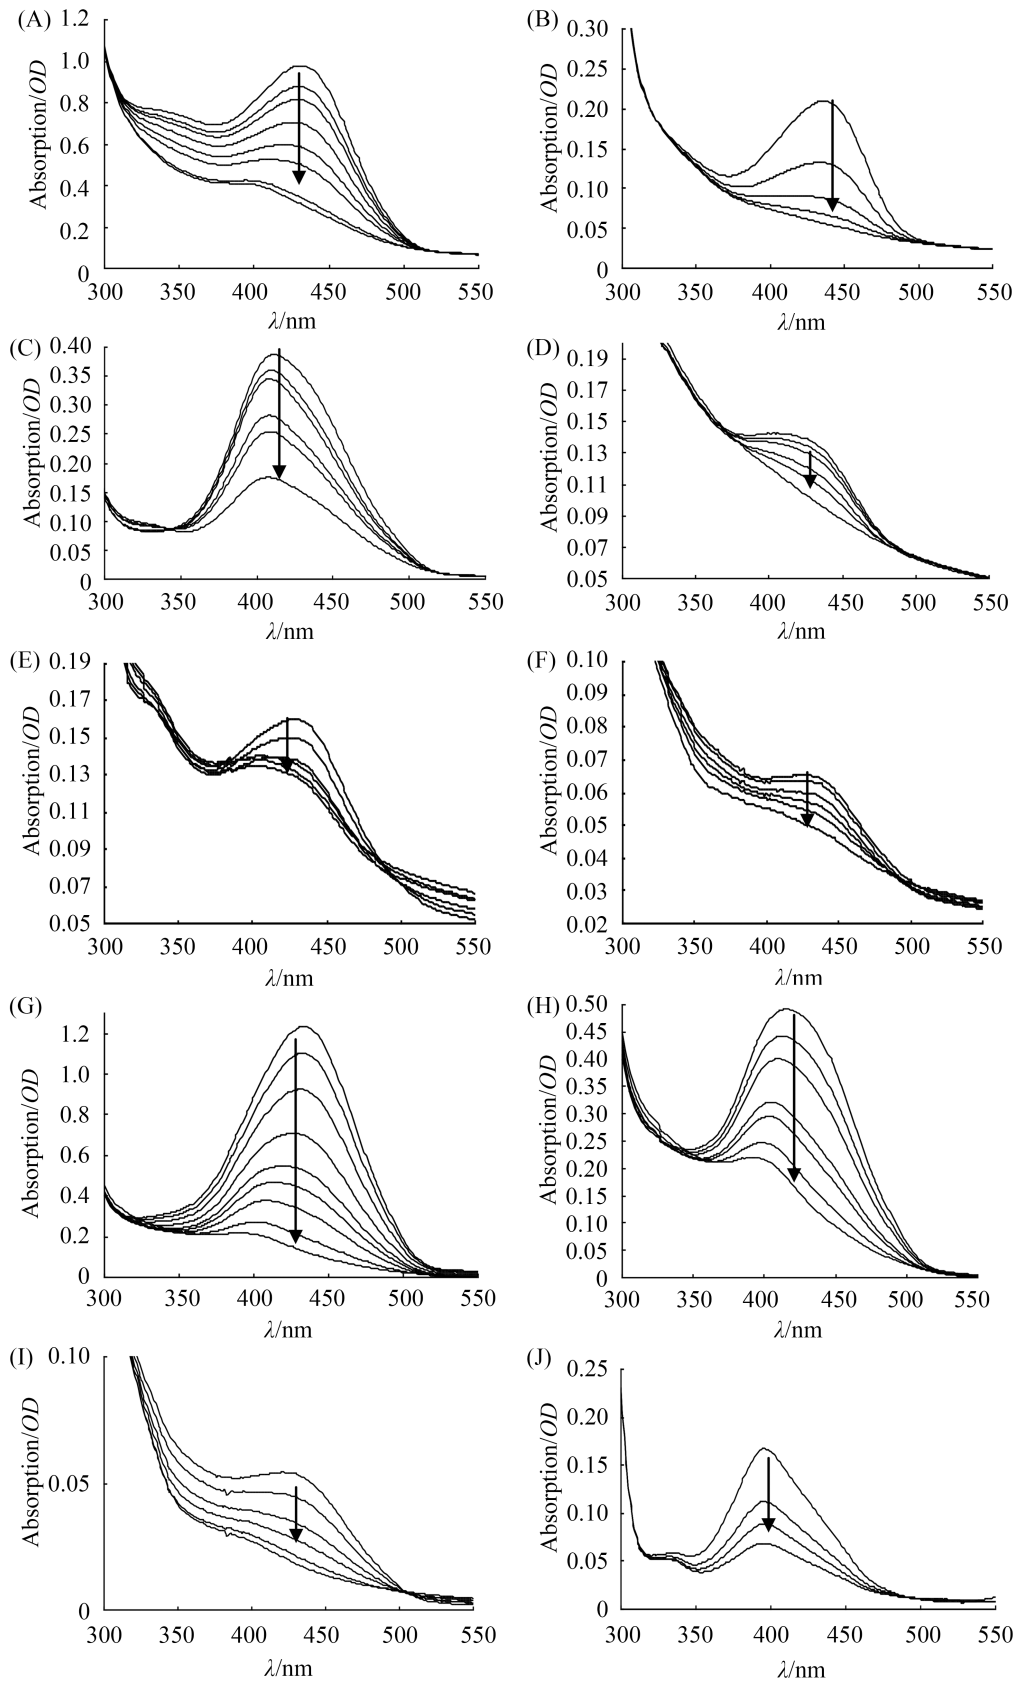 (A)
Absorption/OD
1.2
1.0
0.8
0.6
0.4
0.2
0
300 350 400 450 500 550
λ/nm
(B)
Absorption/OD
0.30
0.25
0.20
0.15
0.10
0.05
0
300 350 400 450 500 550
λ/nm
(C)
Absorption/OD
0.40
0.35
0.30
0.25
0.20
0.15
0.10
0.05
0
300 350 400 450 500 550
λ/nm
(D)
Absorption/OD
0.19
0.17
0.15
0.13
0.11
0.09
0.07
0.05
300 350 400 450 500 550
λ/nm
(E)
Absorption/OD
0.19
0.17
0.15
0.13
0.11
0.09
0.07
0.05
300 350 400 450 500 550
λ/nm
(F)
Absorption/OD
0.10
0.09
0.08
0.07
0.06
0.05
0.04
0.03
0.02
300 350 400 450 500 550
λ/nm
(G)
Absorption/OD
1.2
1.0
0.8
0.6
0.4
0.2
0
300 350 400 450 500 550
λ/nm
(H)
Absorption/OD
0.50
0.45
0.40
0.35
0.30
0.25
0.20
0.15
0.10
0.05
0
300 350 400 450 500 550
λ/nm
(I)
Absorption/OD
0.10
0.05
0
300 350 400 450 500 550
λ/nm
(J)
Absorption/OD
0.25
0.20
0.15
0.10
0.05
0
300 350 400 450 500 550
λ/nm